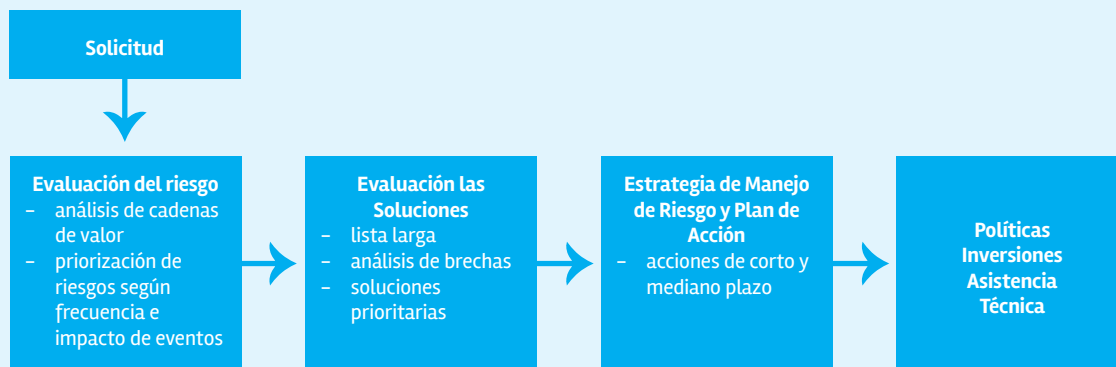 Solicitud
Evaluación del riesgo
- análisis de cadenas
de valor
- priorización de
riesgos según
frecuencia e
impacto de eventos
Evaluación las
Soluciones
- lista larga
- análisis de brechas
- soluciones
prioritarias
Estrategia de Manejo
de Riesgo y Plan de
Acción
- acciones de corto y
mediano plazo
Políticas
Inversiones
Asistencia
Técnica